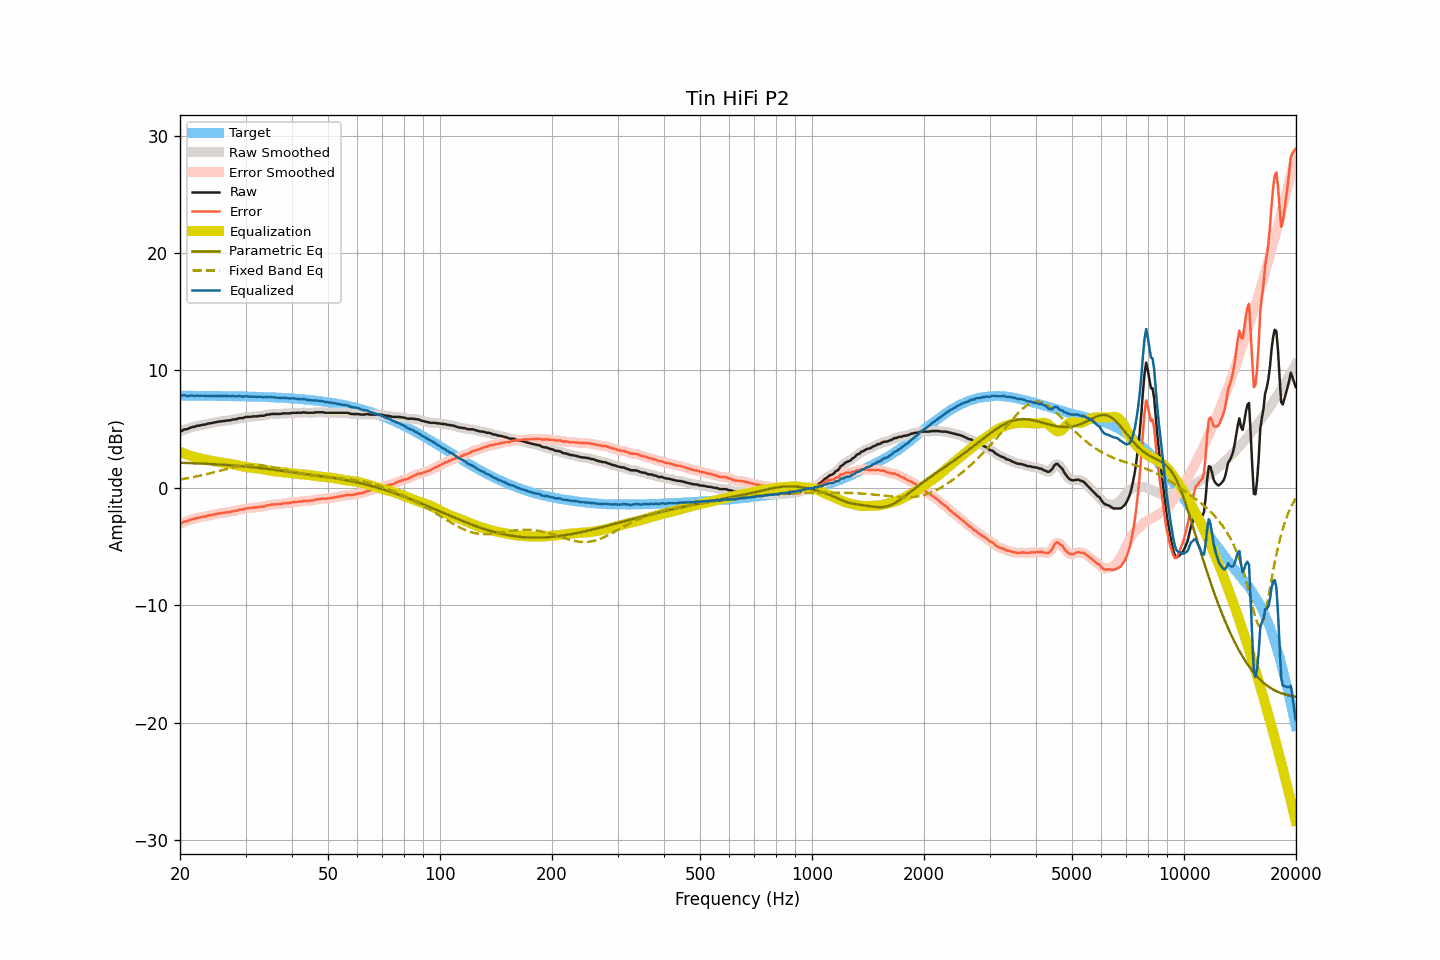 Tin HiFi P2
Target
Raw Smoothed
Error Smoothed
Raw
Error
Equalization
Parametric Eq
Fixed Band Eq
Equalized
30
20
10
0
−10
−20
−30
Amplitude (dBr)
20
50
100
200
500
1000
2000
5000
10000
20000
Frequency (Hz)